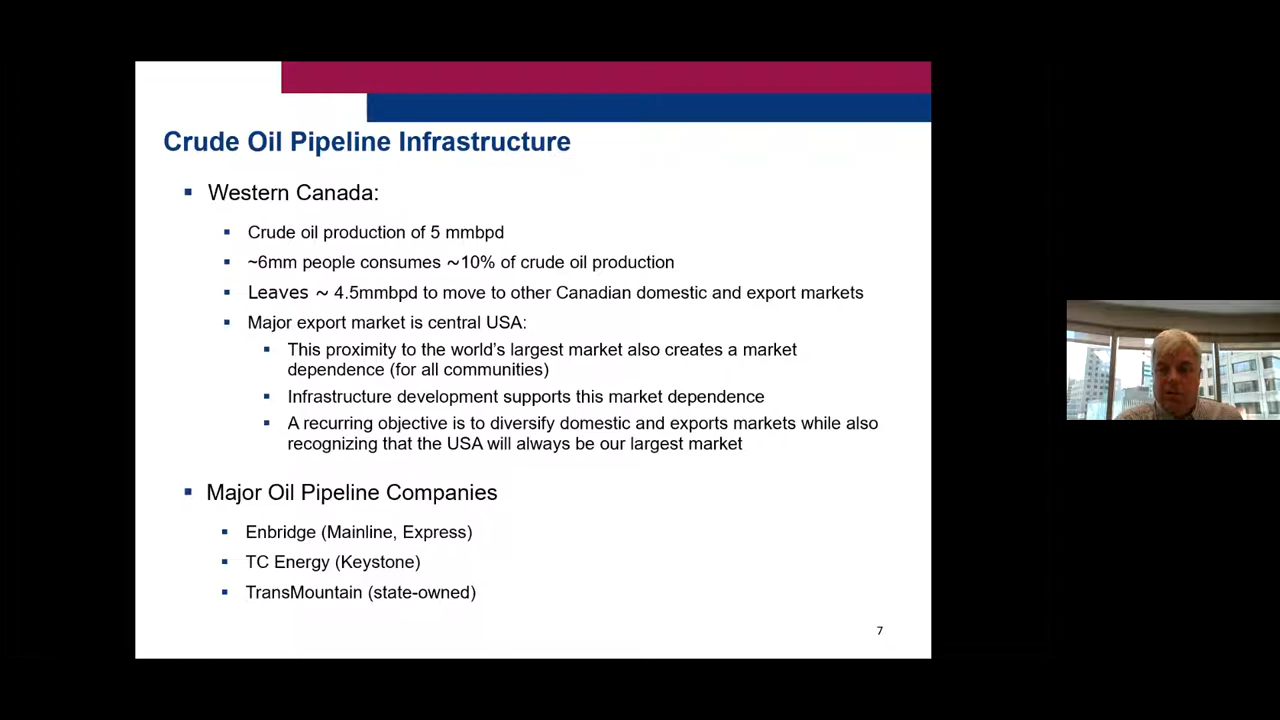 Crude Oil Pipeline Infrastructure
▪ Western Canada:
▪ Crude oil production of 5 mmbpd
▪ ~6mm people consumes ~10% of crude oil production
▪ Leaves ~ 4.5mmbpd to move to other Canadian domestic and export markets
▪ Major export market is central USA:
▪ This proximity to the world's largest market also creates a market
dependence (for all communities)
▪ Infrastructure development supports this market dependence
▪ A recurring objective is to diversify domestic and exports markets while also
recognizing that the USA will always be our largest market
▪ Major Oil Pipeline Companies
▪ Enbridge (Mainline, Express)
▪ TC Energy (Keystone)
▪ TransMountain (state-owned)
7